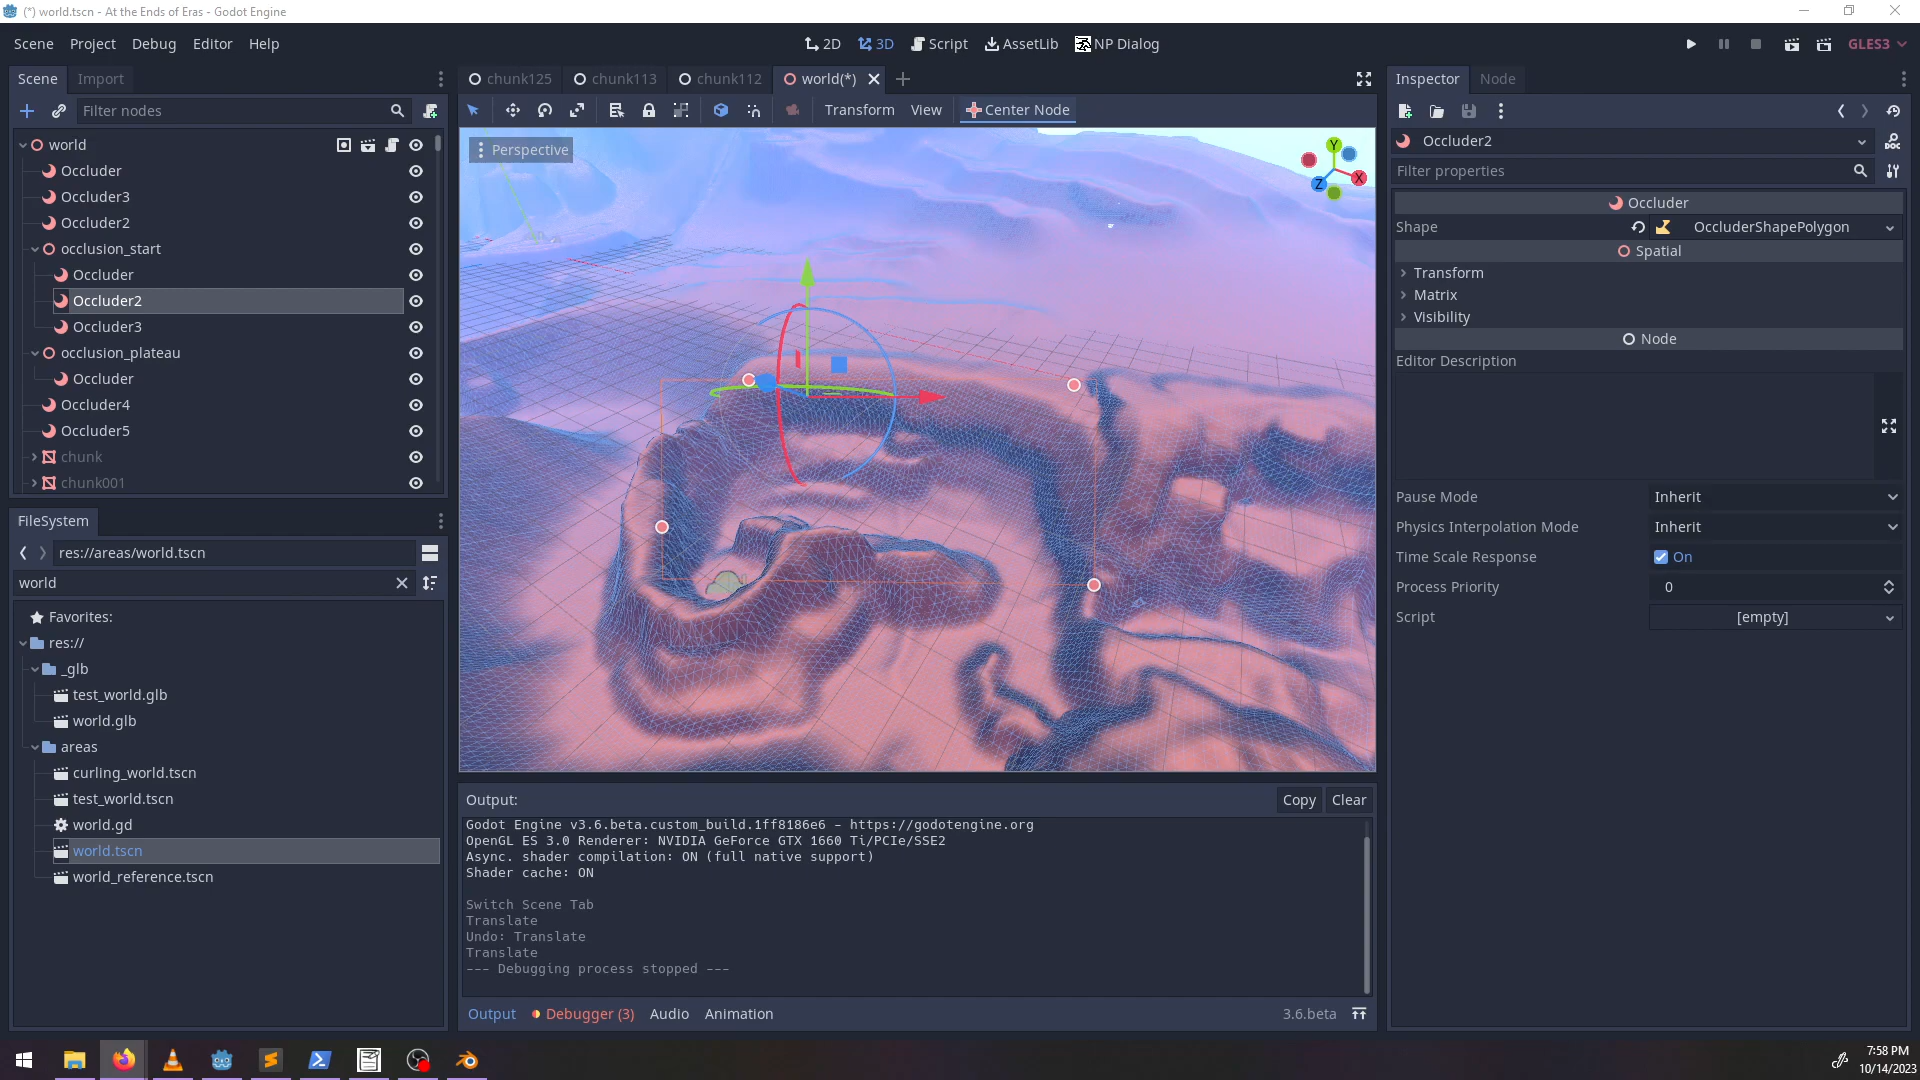 (*) world.tscn - At the Ends of Eras - Godot Engine
Scene Project Debug Editor Help
2D 3D Script AssetLib NP Dialog
GLES3
Scene Import
Filter nodes
world
Occluder
Occluder3
Occluder2
occlusion_start
Occluder
Occluder2
Occluder3
occlusion_plateau
Occluder
Occluder4
Occluder5
chunk
chunk001
FileSystem
res://areas/world.tscn
world
Favorites:
res://
_glb
test_world.glb
world.glb
areas
curling_world.tscn
test_world.tscn
world.gd
world.tscn
world_reference.tscn
chunk125 chunk113 chunk112 world(*)
Transform View Center Node
Perspective
Y
X
Z
Output:
Copy Clear
Godot Engine v3.6.beta.custom_build.1ff8186e6 - https://godotengine.org
OpenGL ES 3.0 Renderer: NVIDIA GeForce GTX 1660 Ti/PCIe/SSE2
Async. shader compilation: ON (full native support)
Shader cache: ON
Switch Scene Tab
Translate
Undo: Translate
Translate
--- Debugging process stopped ---
Output Debugger (3) Audio Animation
3.6.beta
Inspector Node
Occluder2
DOC
Filter properties
Occluder
Shape OccluderShapePolygon
Spatial
Transform
Matrix
Visibility
Node
Editor Description
Pause Mode Inherit
Physics Interpolation Mode Inherit
Time Scale Response On
Process Priority 0
Script [empty]
7:58 PM
10/14/2023